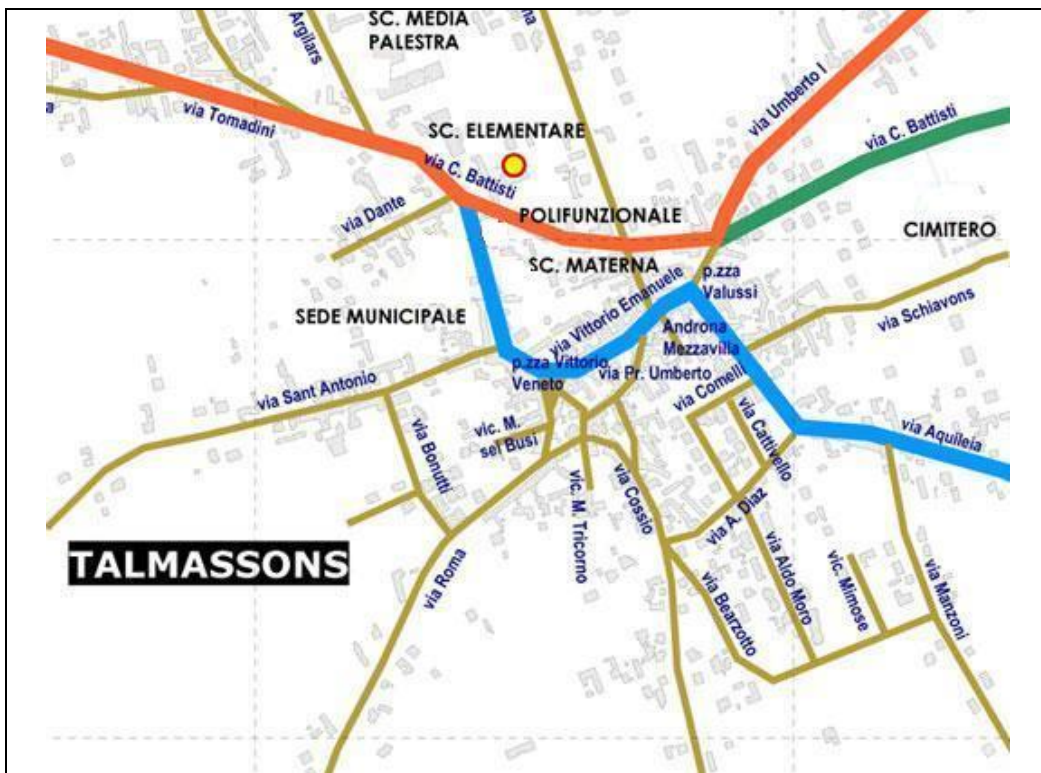 SC. MEDIA
PALESTRA
Argilars
na
via Tomadini
a
SC. ELEMENTARE
via C. Battisti
via Umberto I
via C. Battisti
via Dante
POLIFUNZIONALE
CIMITERO
SC. MATERNA
p.zza
Valussi
via Vittorio Emanuele
SEDE MUNICIPALE
via Schiavons
Androna
Mezzavilla
p.zza Vittorio
Veneto
via Pr. Umberto
via Sant Antonio
via Comelli
via Cattivello
via Aquileia
vic. M.
sei Busi
via Bonutti
via Cossio
vic. M. Tricorno
via A. Diaz
TALMASSONS
via Roma
via Bearzotto
via Aldo Moro
vic. Mimose
via Manzoni